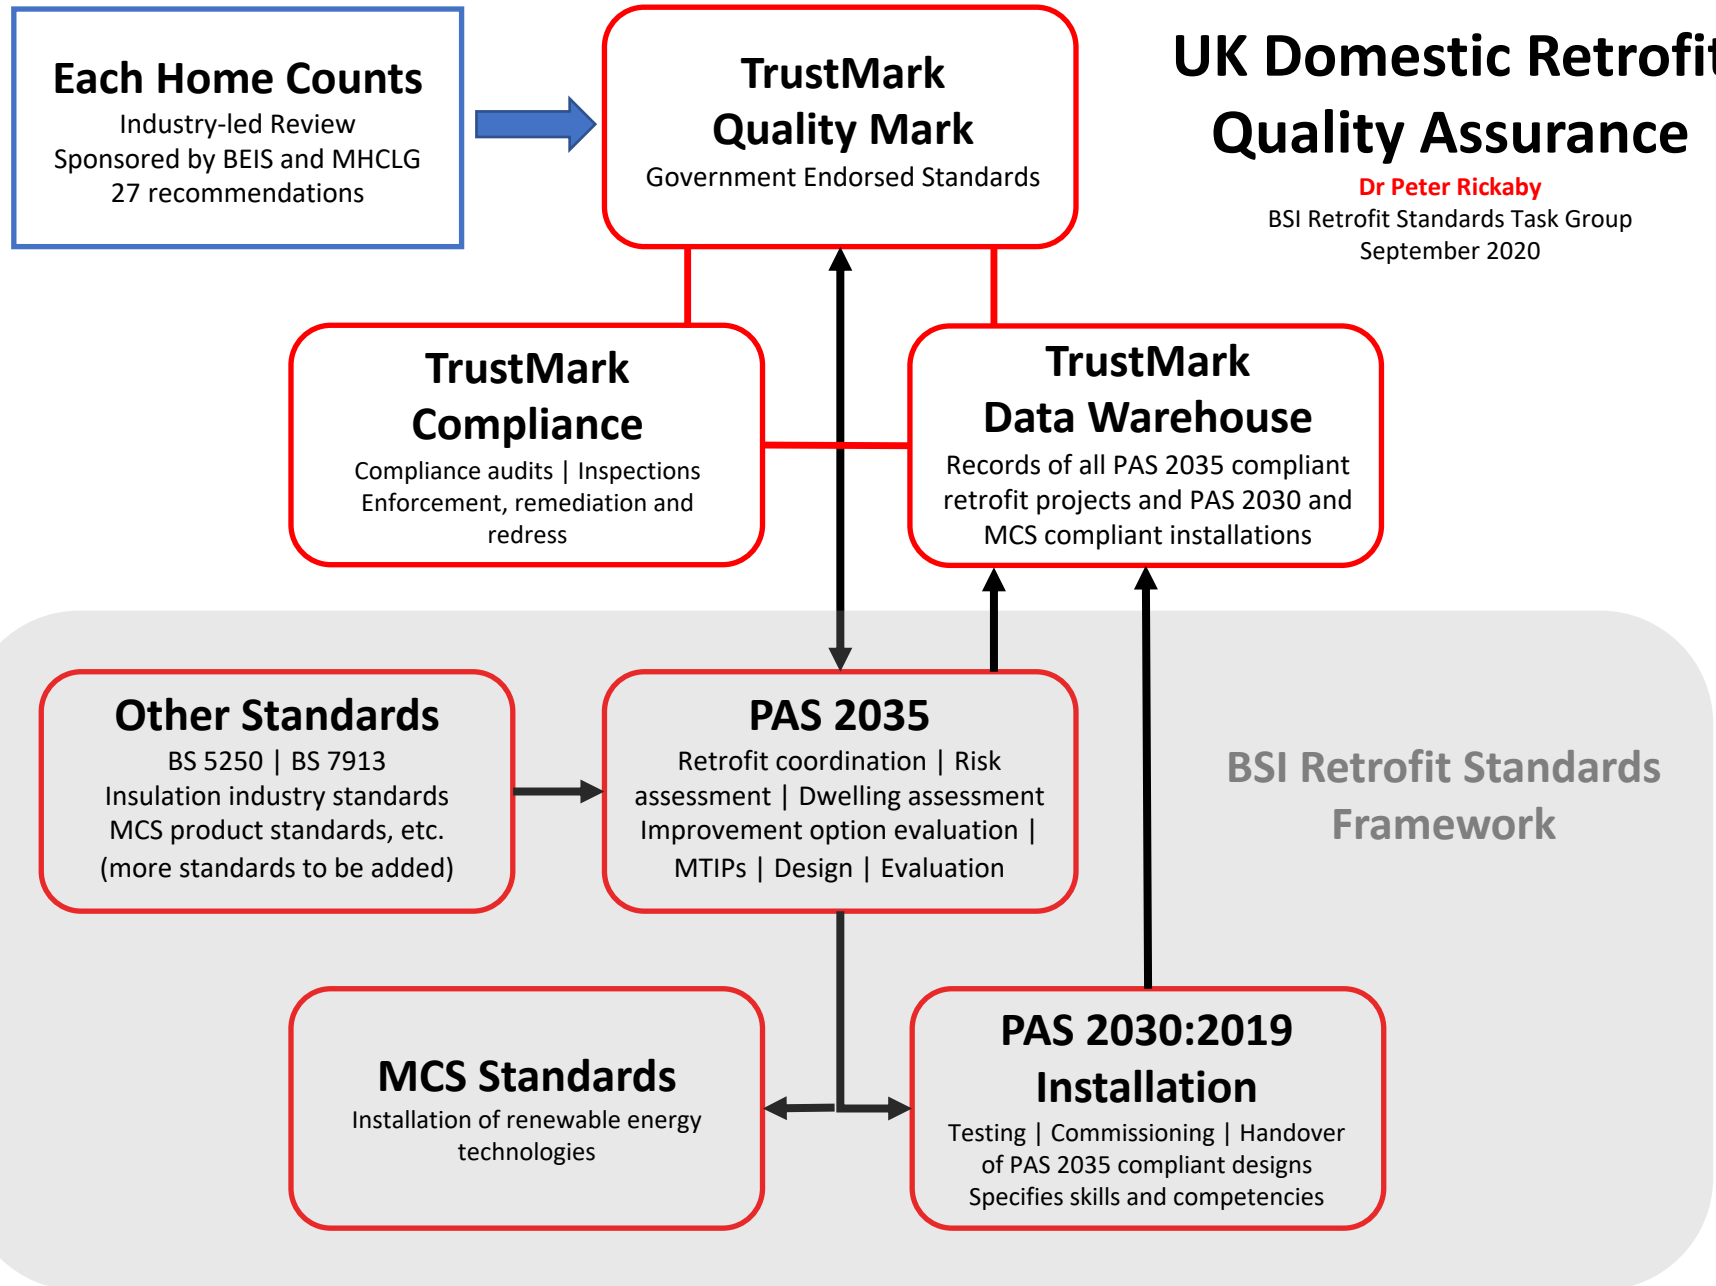 Each Home Counts
Industry-led Review
Sponsored by BEIS and MHCLG
27 recommendations
TrustMark
Quality Mark
Government Endorsed Standards
UK Domestic Retrofit
Quality Assurance
Dr Peter Rickaby
BSI Retrofit Standards Task Group
September 2020
TrustMark
Compliance
Compliance audits | Inspections
Enforcement, remediation and
redress
TrustMark
Data Warehouse
Records of all PAS 2035 compliant
retrofit projects and PAS 2030 and
MCS compliant installations
Other Standards
BS 5250 | BS 7913
Insulation industry standards
MCS product standards, etc.
(more standards to be added)
PAS 2035
Retrofit coordination | Risk
assessment | Dwelling assessment
Improvement option evaluation |
MTIPs | Design | Evaluation
BSI Retrofit Standards
Framework
MCS Standards
Installation of renewable energy
technologies
PAS 2030:2019
Installation
Testing | Commissioning | Handover
of PAS 2035 compliant designs
Specifies skills and competencies